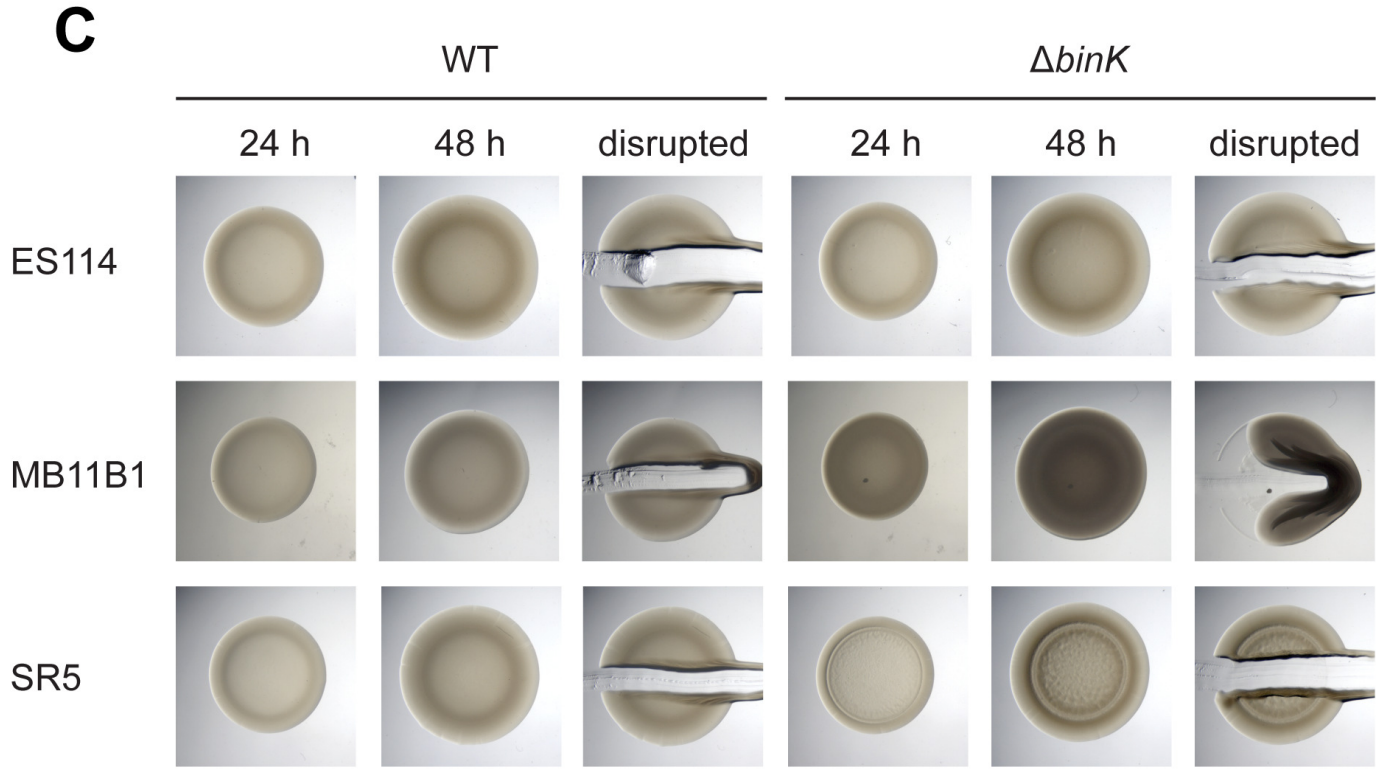 C
WT ΔbinK
24 h 48 h disrupted 24 h 48 h disrupted
ES114
MB11B1
SR5